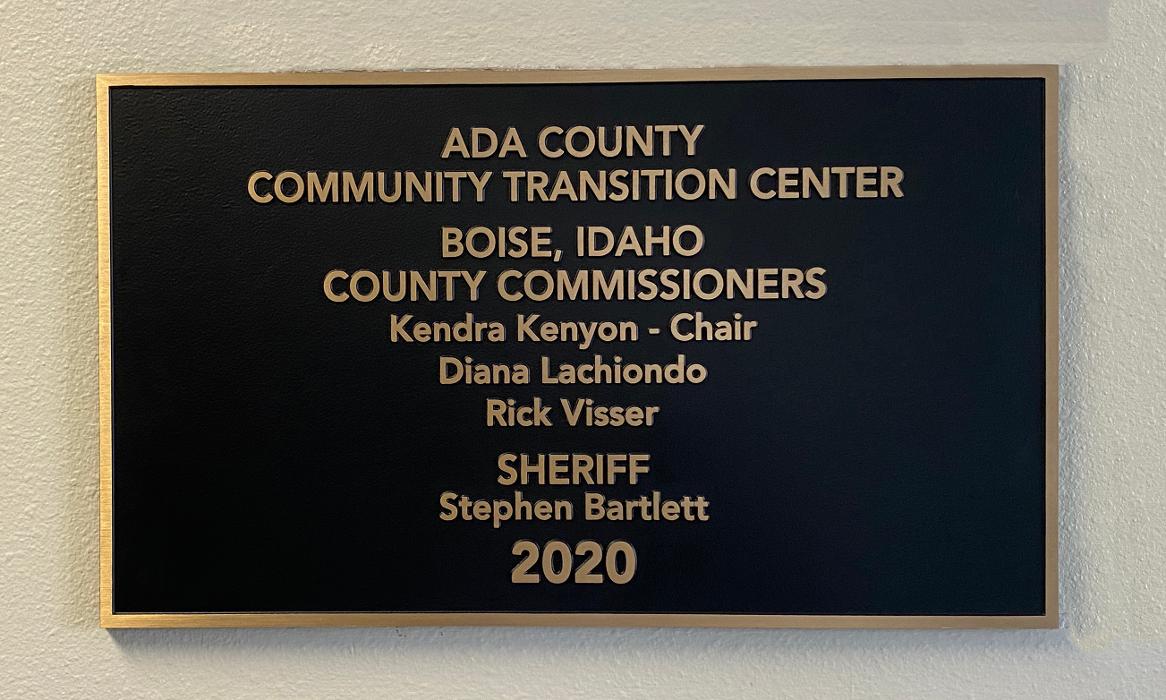 ADA COUNTY
COMMUNITY TRANSITION CENTER
BOISE, IDAHO
COUNTY COMMISSIONERS
Kendra Kenyon - Chair
Diana Lachiondo
Rick Visser
SHERIFF
Stephen Bartlett
2020